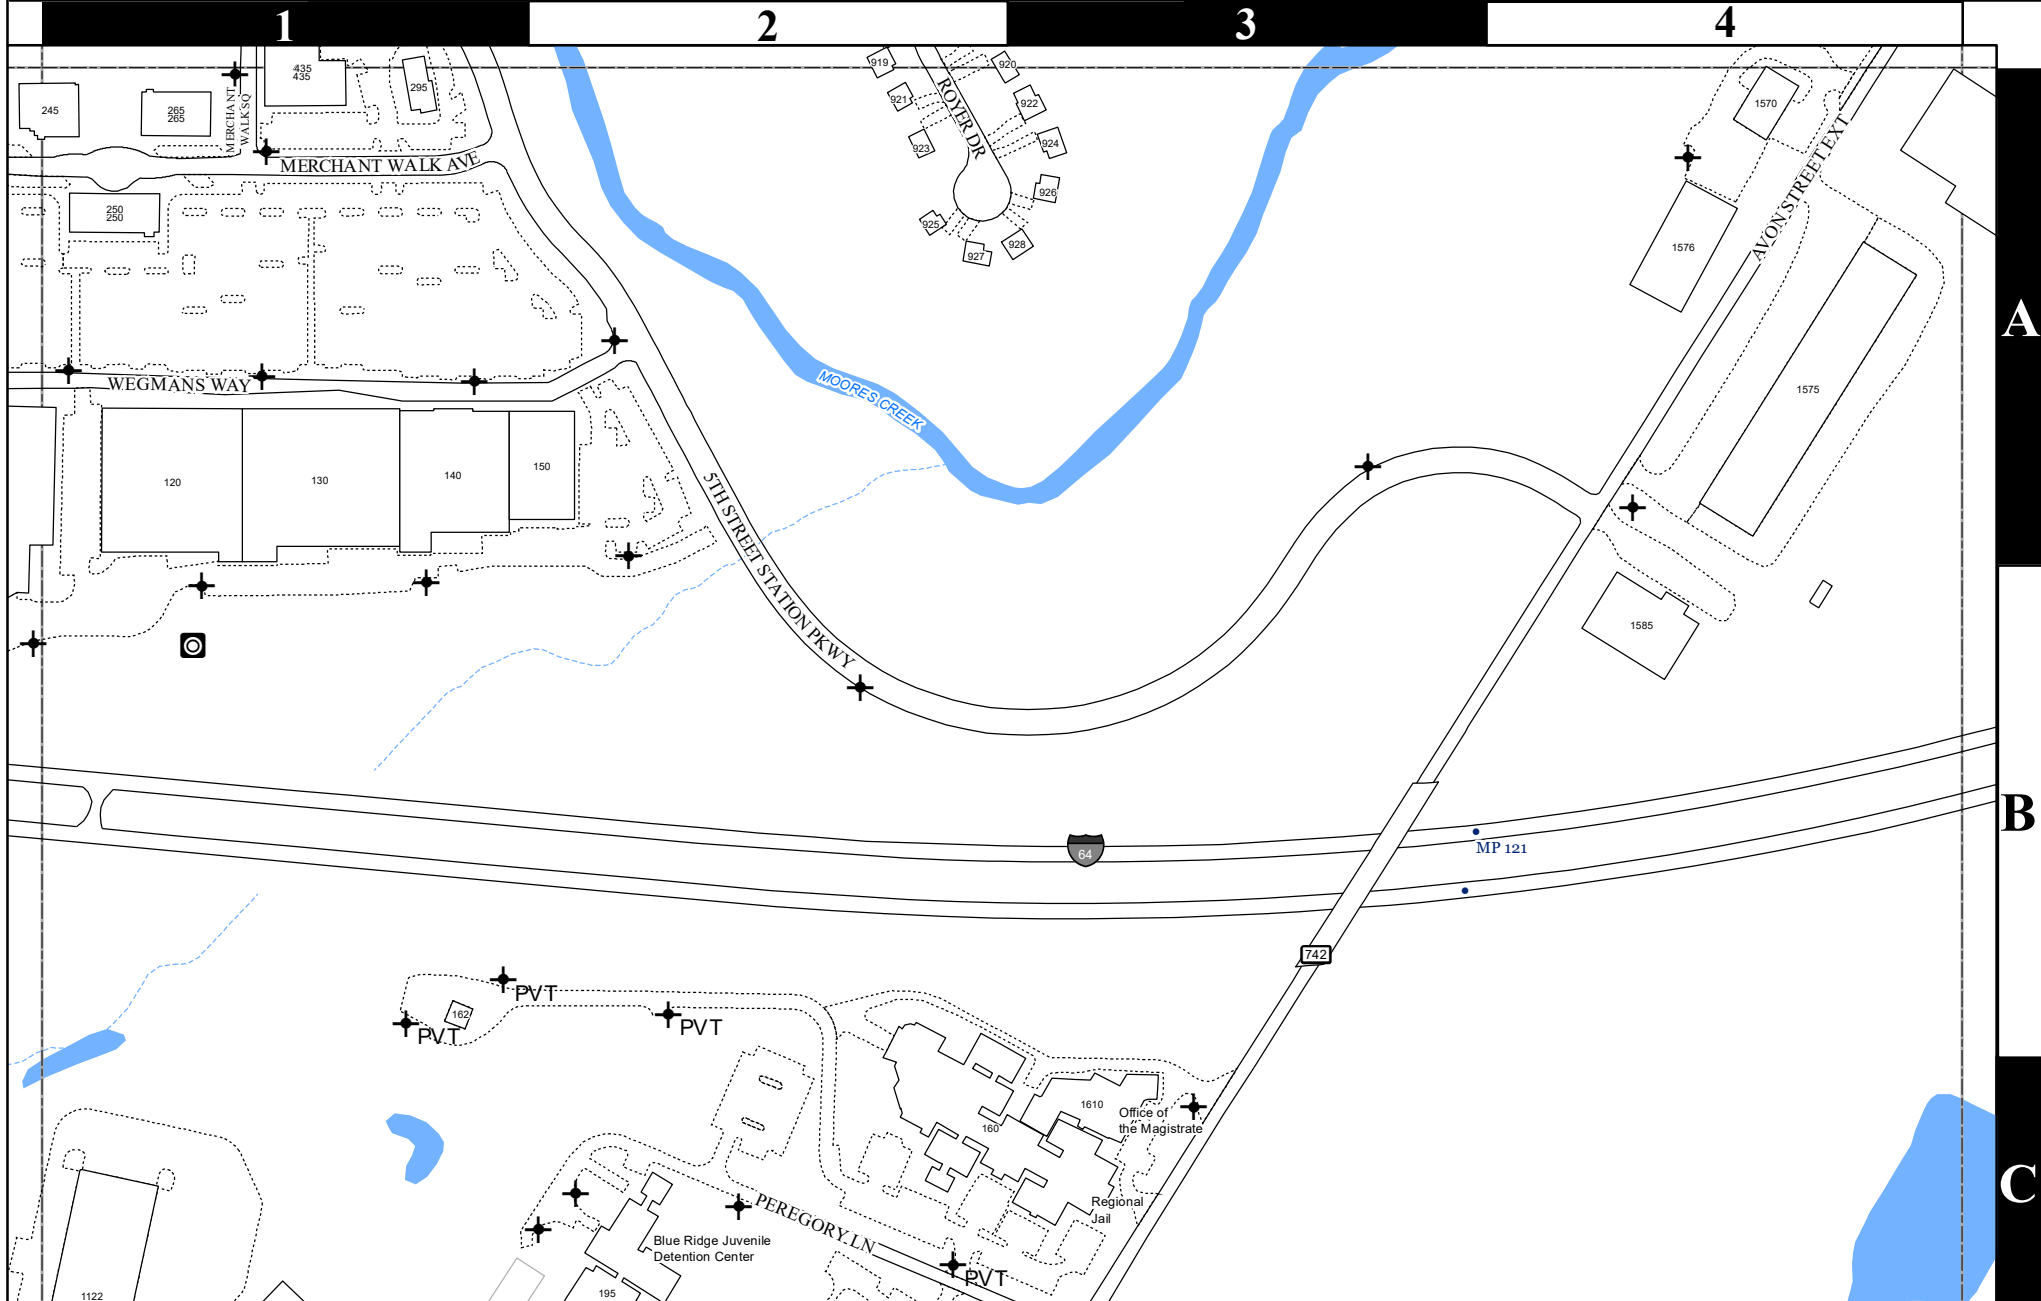 1
2
3
4
435
435
295
245
265
265
MERCHANT
WALK SQ
MERCHANT WALK AVE
250
250
919
920
921
922
923
924
925
926
927
928
ROYER DR
1570
1576
AVON STREET EXT
1575
A
WEGMANS WAY
MOORES CREEK
120
130
140
150
5TH STREET STATION PKWY
1585
64
MP 121
B
742
PVT
162
PVT
PVT
1610
Office of
the Magistrate
160
Regional
Jail
C
PEREGORY LN
Blue Ridge Juvenile
Detention Center
PVT
195
1122